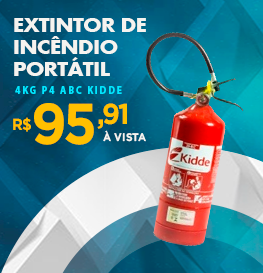 EXTINTOR DE
INCÊNDIO
PORTÁTIL
4KG P4 ABC KIDDE
R$95,91
À VISTA
Kidde